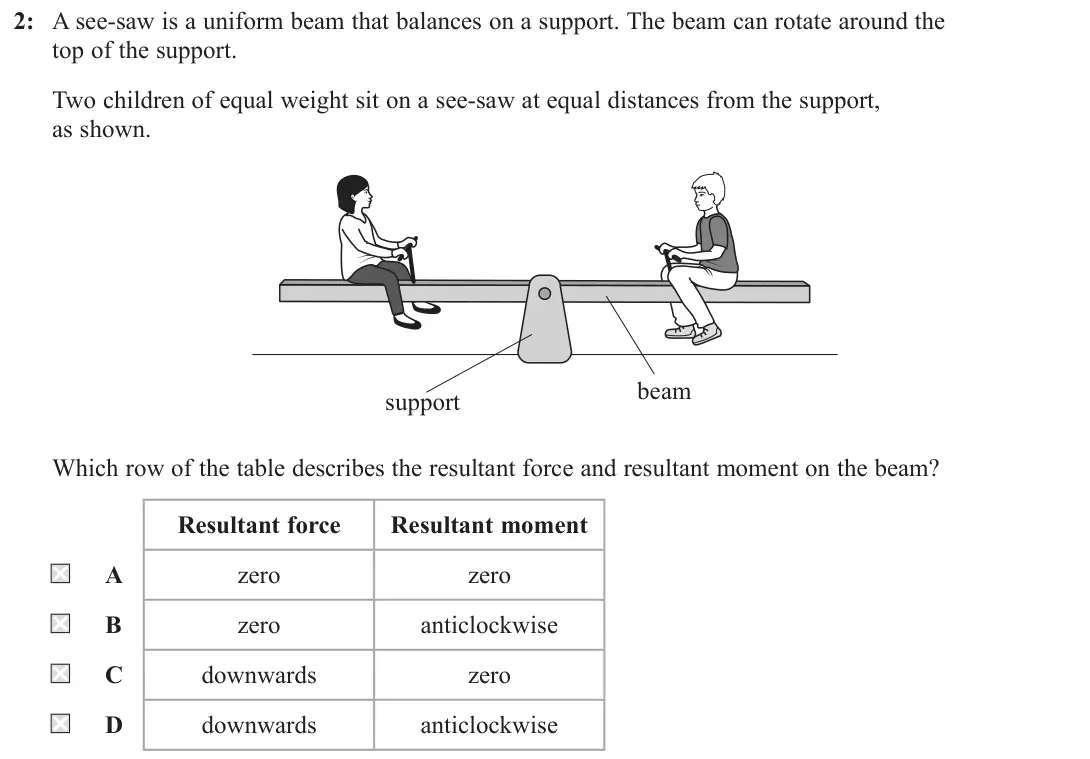 2: A see-saw is a uniform beam that balances on a support. The beam can rotate around the
top of the support.
Two children of equal weight sit on a see-saw at equal distances from the support,
as shown.
support
beam
Which row of the table describes the resultant force and resultant moment on the beam?
Resultant force Resultant moment
A zero zero
B zero anticlockwise
C downwards zero
D downwards anticlockwise